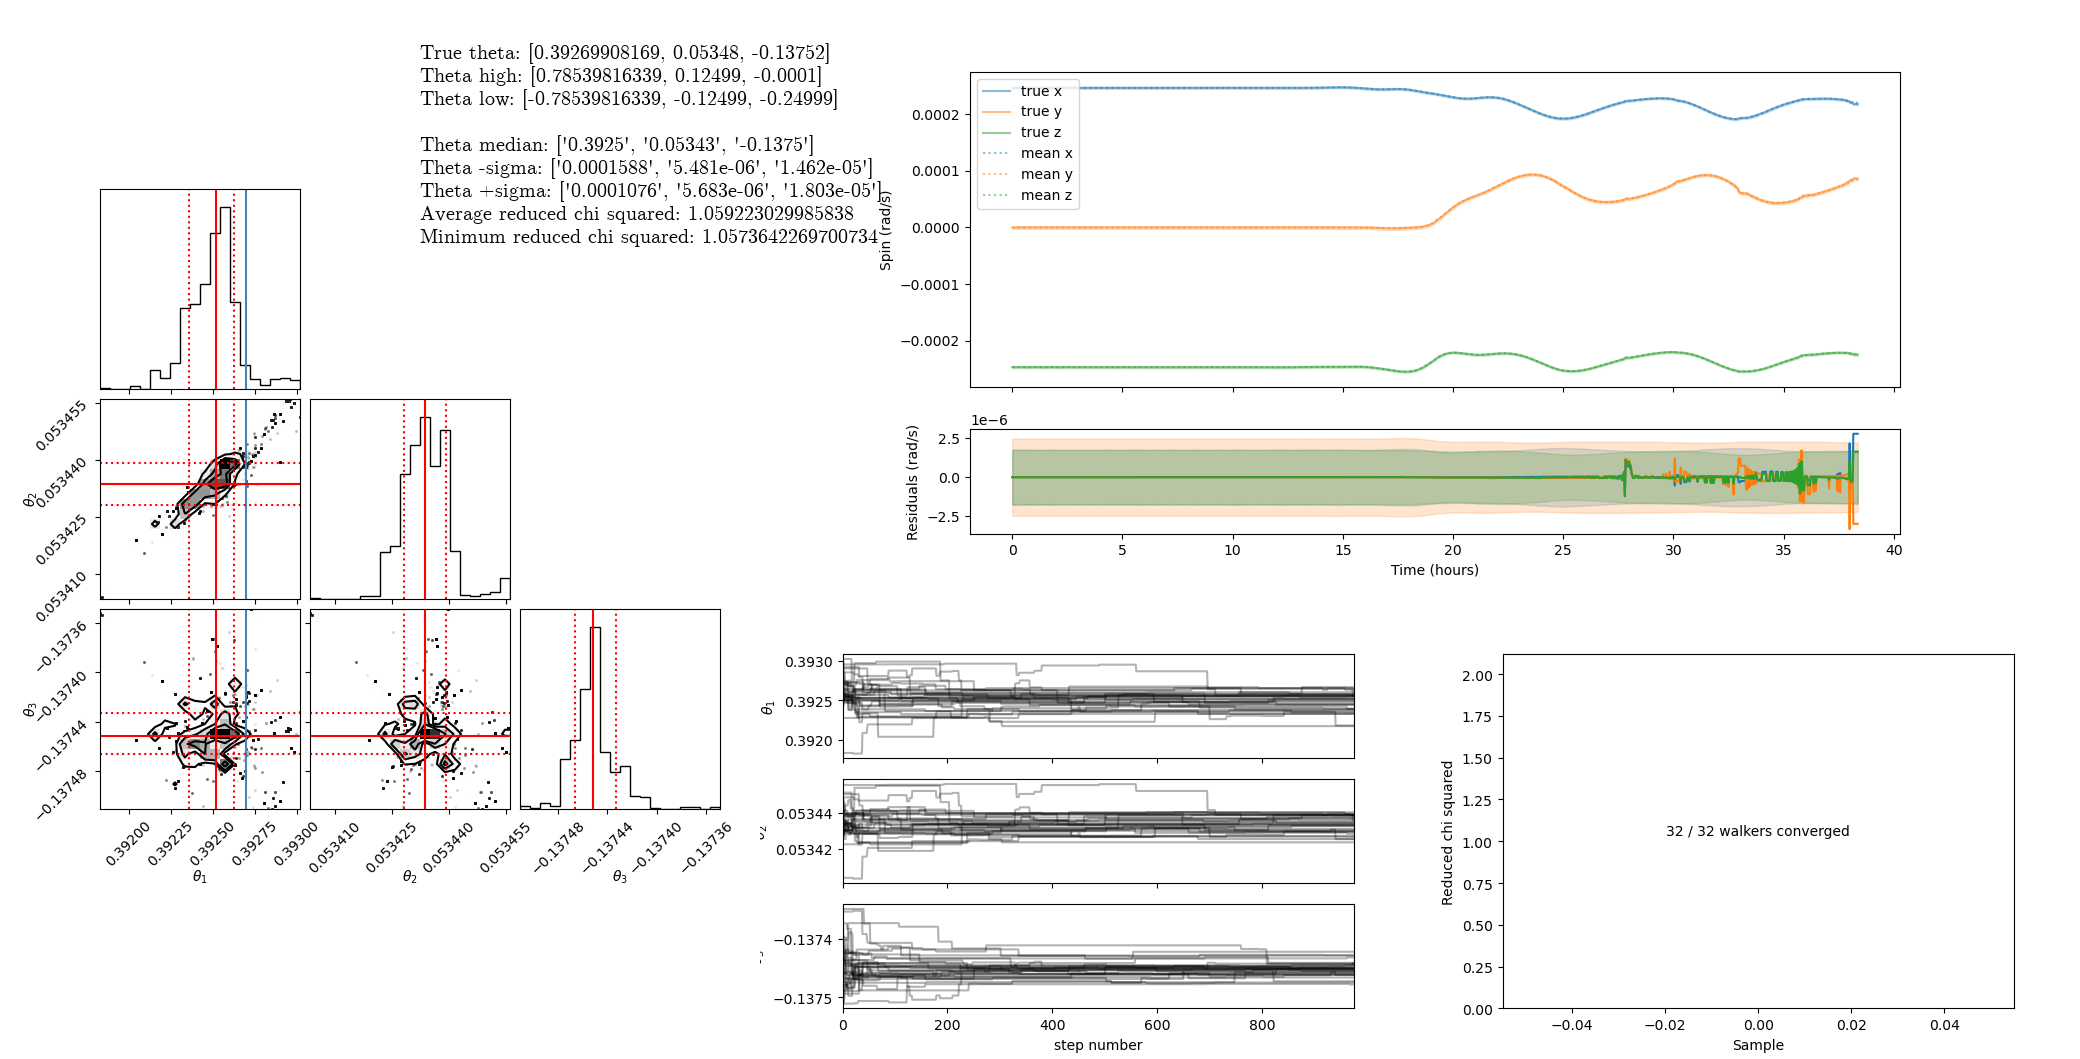 True theta: [0.39269908169, 0.05348, -0.13752]
Theta high: [0.78539816339, 0.12499, -0.0001]
Theta low: [-0.78539816339, -0.12499, -0.24999]
Theta median: ['0.3925', '0.05343', '-0.1375']
Theta -sigma: ['0.0001588', '5.481e-06', '1.462e-05']
Theta +sigma: ['0.0001076', '5.683e-06', '1.803e-05']
Average reduced chi squared: 1.059223029985838
Minimum reduced chi squared: 1.0573642269700734
true x
true y
true z
mean x
mean y
mean z
0.0002
0.0001
0.0000
−0.0001
−0.0002
Spin (rad/s)
1e−6
2.5
0.0
−2.5
Residuals (rad/s)
0 5 10 15 20 25 30 35 40
Time (hours)
0.053455
0.053440
0.053425
0.053410
θ2
−0.13736
−0.13740
−0.13744
−0.13748
θ3
0.39200 0.39225 0.39250 0.39275 0.39300
θ1
0.053410 0.053425 0.053440 0.053455
θ2
−0.13748 −0.13744 −0.13740 −0.13736
θ3
0.3930
0.3925
0.3920
θ1
0.05344
0.05342
−0.1374
−0.1375
0 200 400 600 800
step number
2.00
1.75
1.50
1.25
1.00
0.75
0.50
0.25
0.00
Reduced chi squared
32 / 32 walkers converged
−0.04 −0.02 0.00 0.02 0.04
Sample